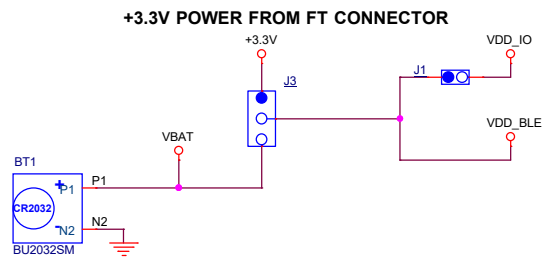 +3.3V POWER FROM FT CONNECTOR
+3.3V
VDD_IO
J3
J1
VBAT
VDD_BLE
BT1
P1
+
P1
CR2032
N2
-
N2
BU2032SM